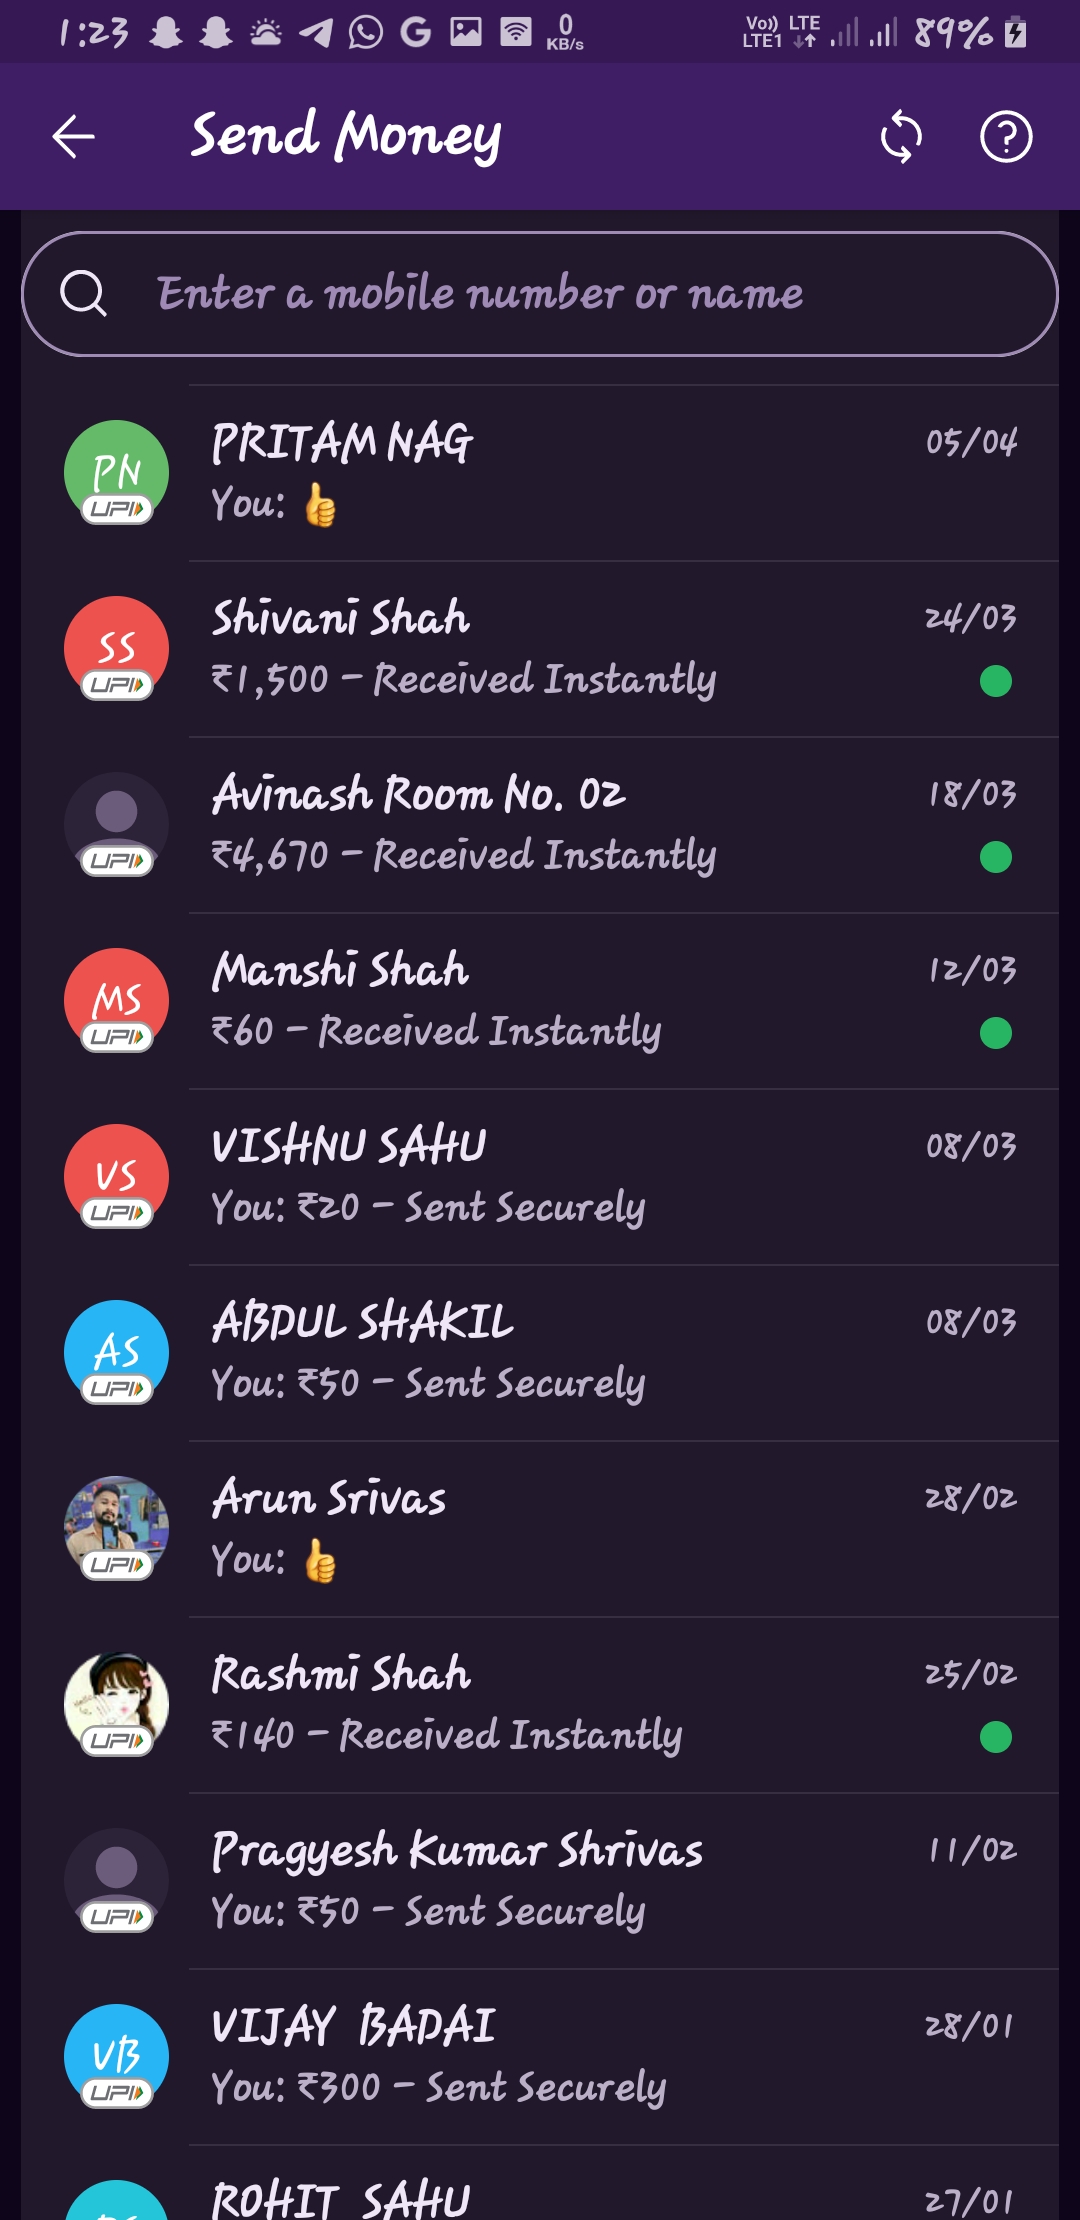 1:23 0 KB/s Vo)) LTE1 LTE 89%
Send Money
Enter a mobile number or name
PN UPI PRITAM NAG 05/04
You: 👍
SS UPI Shivani Shah 24/03
₹1,500 – Received Instantly
Avinash Room No. 02 18/03
UPI ₹4,670 – Received Instantly
MS UPI Manshi Shah 12/03
₹60 – Received Instantly
VS UPI VISHNU SAHU 08/03
You: ₹20 – Sent Securely
AS UPI ABDUL SHAKIL 08/03
You: ₹50 – Sent Securely
Arun Srivas 28/02
UPI You: 👍
Rashmi Shah 25/02
UPI ₹140 – Received Instantly
Pragyesh Kumar Shrivas 11/02
UPI You: ₹50 – Sent Securely
VB UPI VIJAY BADAI 28/01
You: ₹300 – Sent Securely
ROHIT SAHU 27/01